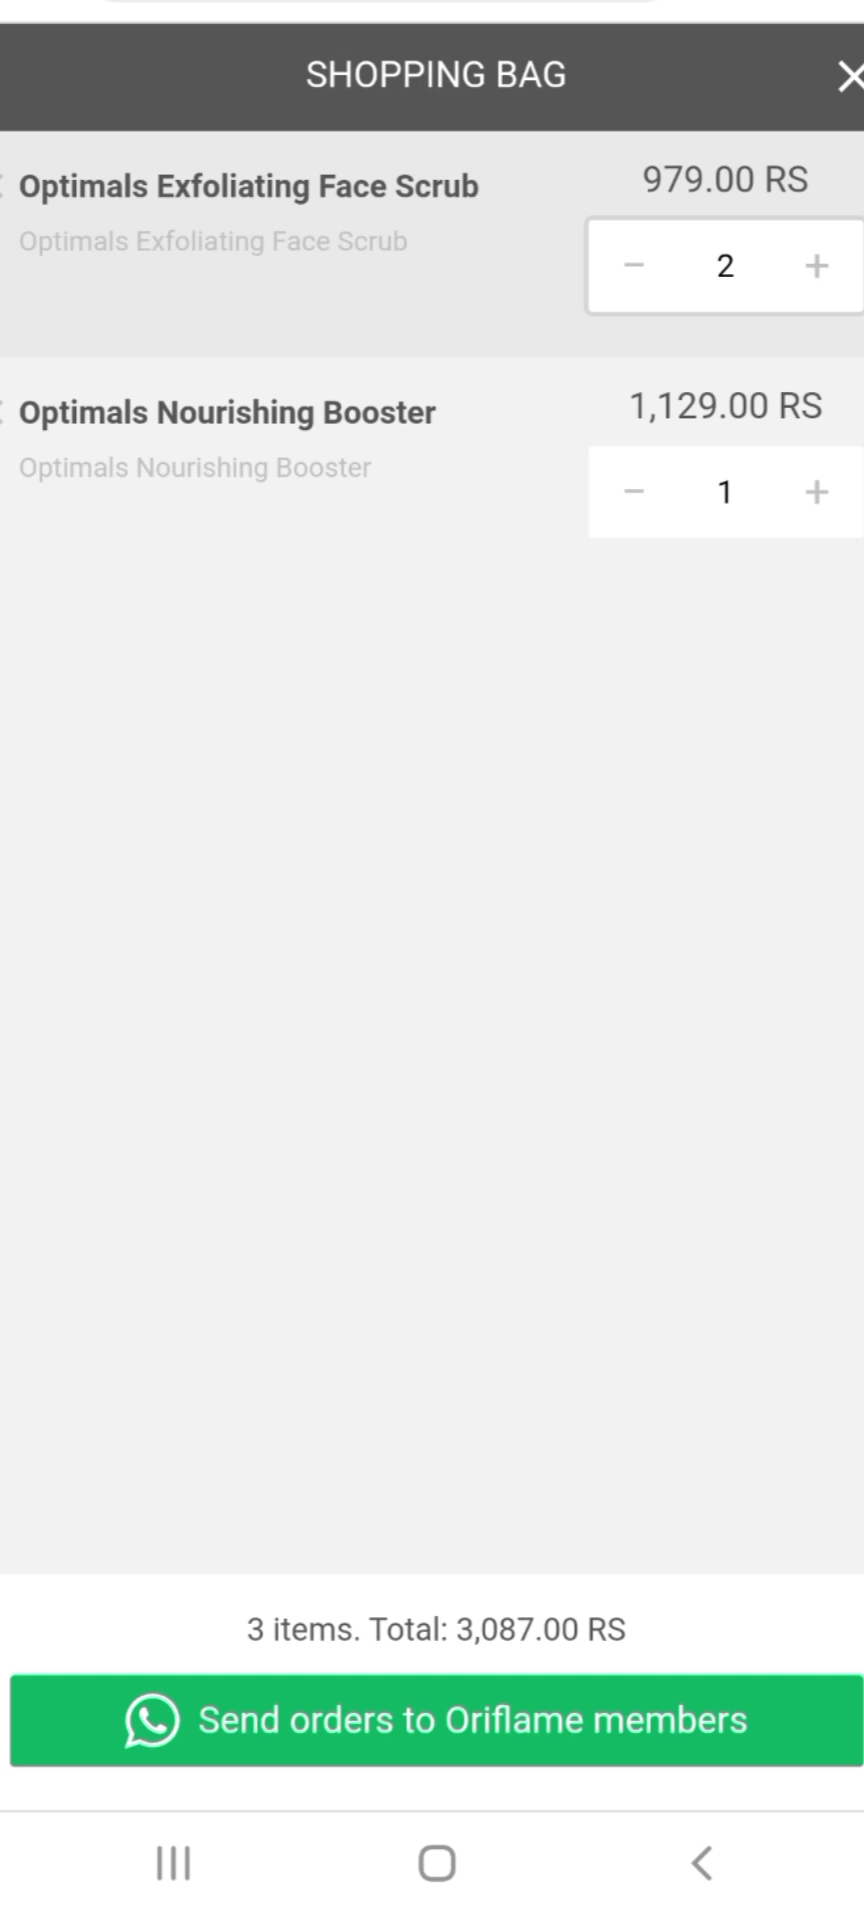 SHOPPING BAG
Optimals Exfoliating Face Scrub
979.00 RS
Optimals Exfoliating Face Scrub
− 2 +
Optimals Nourishing Booster
1,129.00 RS
Optimals Nourishing Booster
− 1 +
3 items. Total: 3,087.00 RS
Send orders to Oriflame members